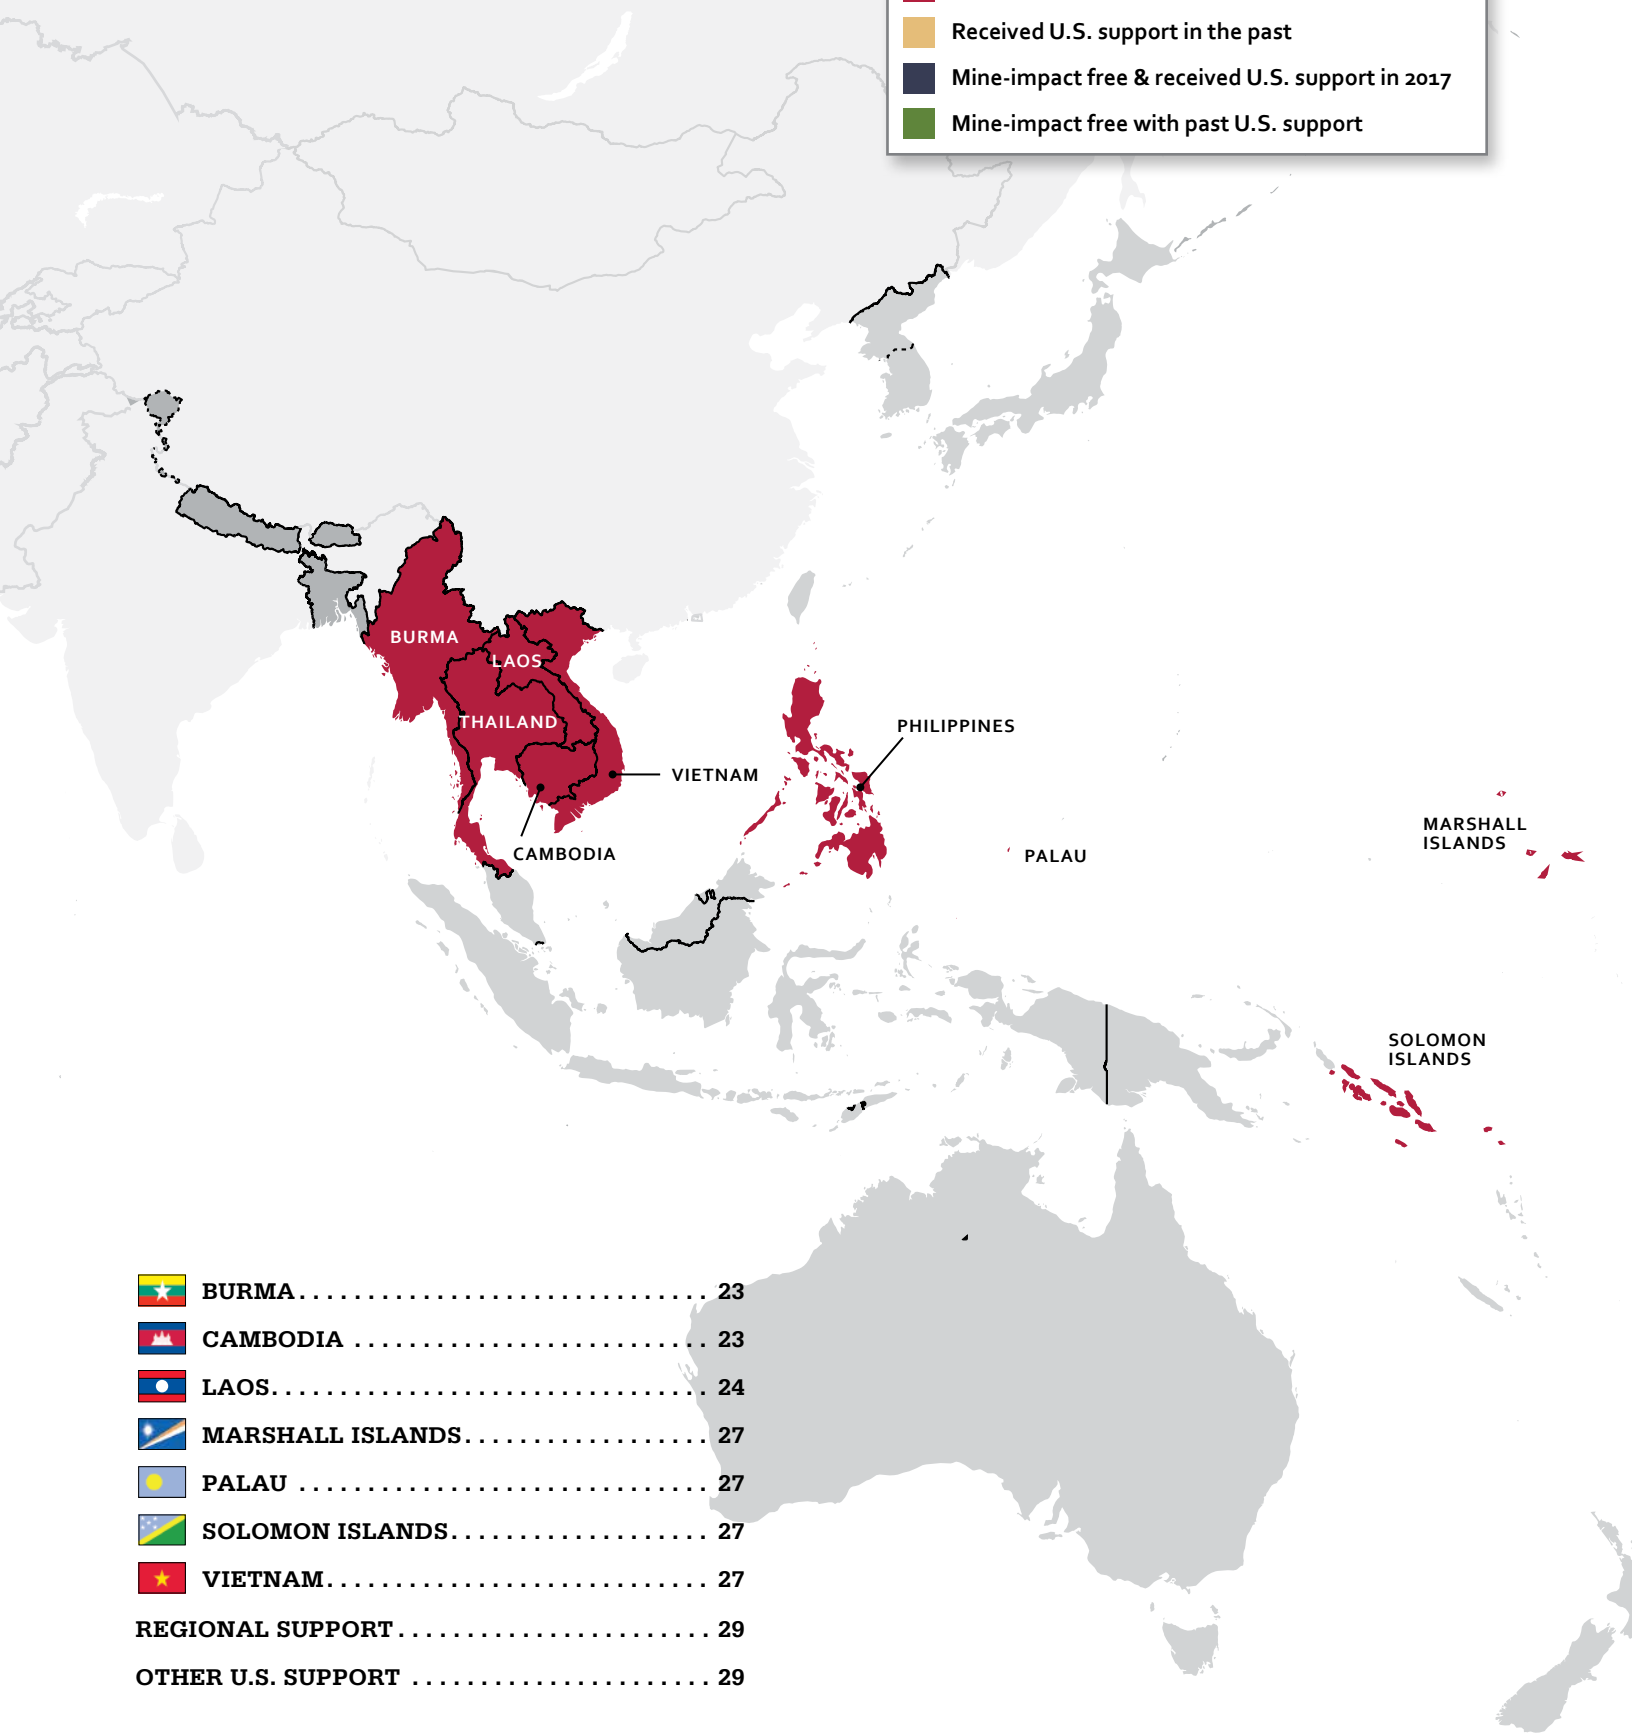 Received U.S. support in the past
Mine-impact free & received U.S. support in 2017
Mine-impact free with past U.S. support
BURMA
LAOS
THAILAND
PHILIPPINES
VIETNAM
CAMBODIA
PALAU
MARSHALL
ISLANDS
SOLOMON
ISLANDS
BURMA . . . . . . . . . . . . . . . . . . . . . . . . . . . . . . 23
CAMBODIA . . . . . . . . . . . . . . . . . . . . . . . . . . 23
LAOS . . . . . . . . . . . . . . . . . . . . . . . . . . . . . . . . 24
MARSHALL ISLANDS . . . . . . . . . . . . . . . . . . 27
PALAU . . . . . . . . . . . . . . . . . . . . . . . . . . . . . . 27
SOLOMON ISLANDS . . . . . . . . . . . . . . . . . . . 27
VIETNAM . . . . . . . . . . . . . . . . . . . . . . . . . . . . 27
REGIONAL SUPPORT . . . . . . . . . . . . . . . . . . . . . . . 29
OTHER U.S. SUPPORT . . . . . . . . . . . . . . . . . . . . . . 29